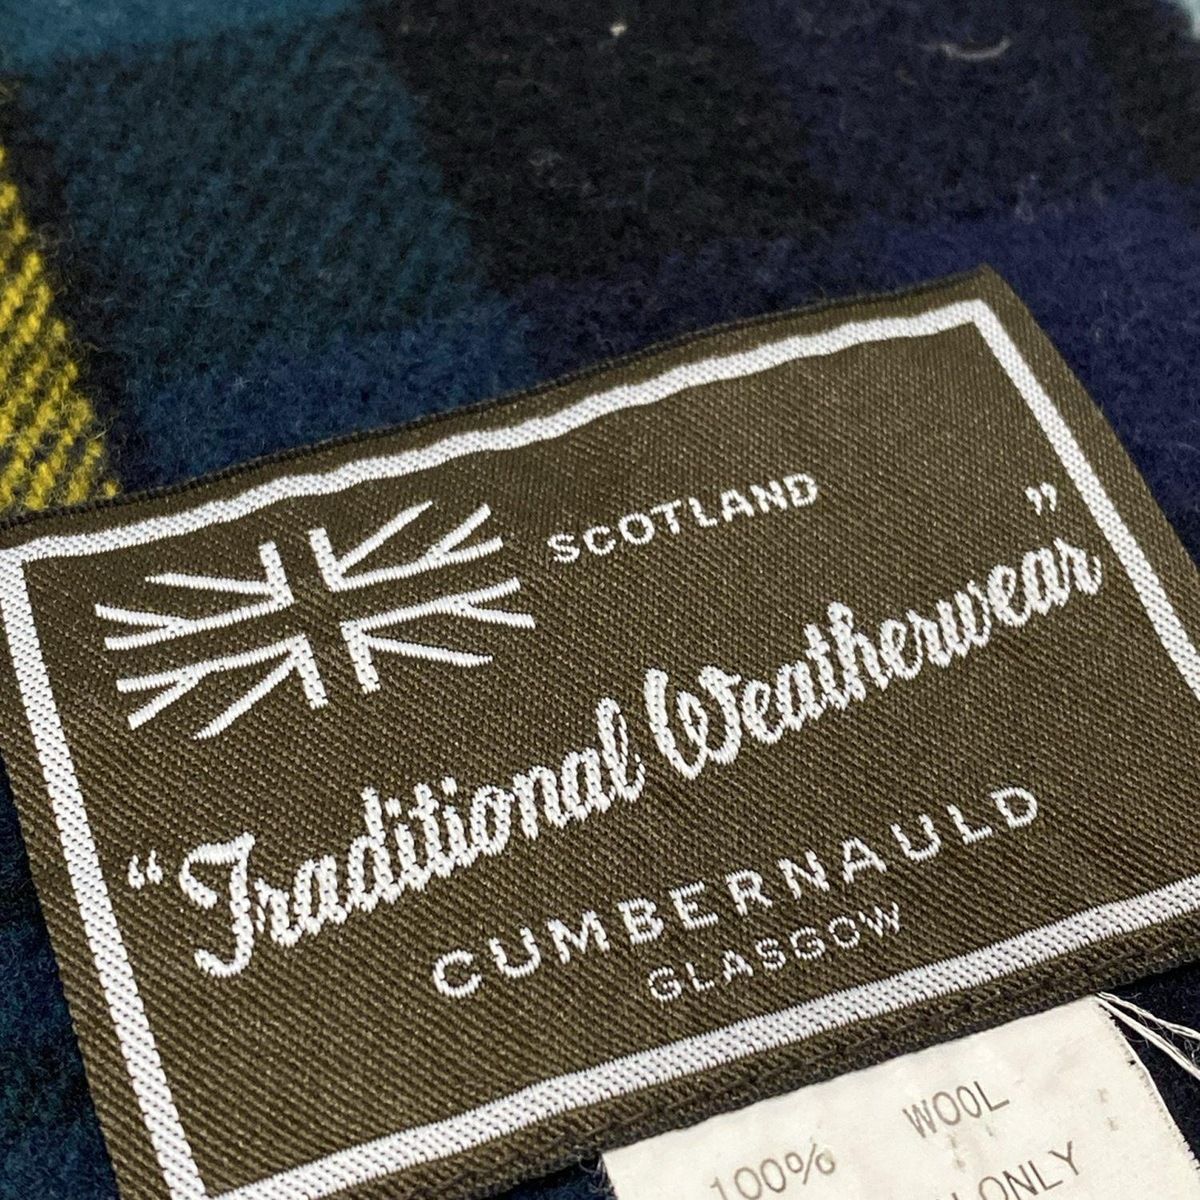 SCOTLAND
"Traditional Weatherwear"
CUMBERNAULD
GLASGOW
100% WOOL
ONLY